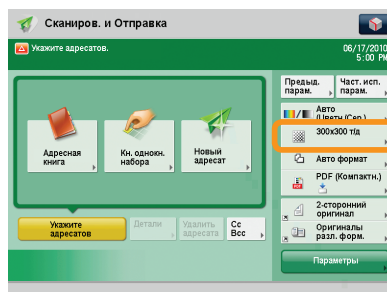 Сканиров. и Отправка
Укажите адресатов.
06/17/2010
5:00 PM
Предыд. парам.
Част. исп. парам.
Авто
(Цветн/Сер.)
300x300 т/д
Авто формат
PDF (Компактн.)
2-сторонний
оригинал
Оригиналы
разл. форм.
Параметры
Адресная
книга
Кн. однокн.
набора
Новый
адресат
Укажите
адресатов
Детали
Удалить
адресата
Cc
Bcc